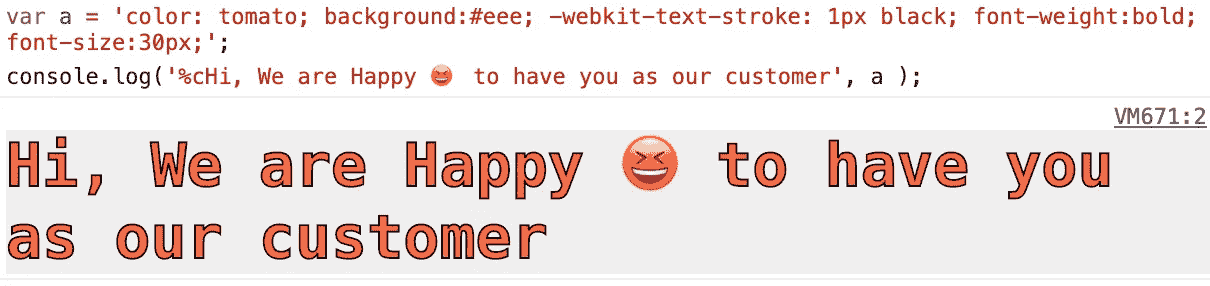 var a = 'color: tomato; background:#eee; -webkit-text-stroke: 1px black; font-weight:bold;
font-size:30px;';
console.log('%cHi, We are Happy 😆 to have you as our customer', a );
VM671:2
Hi, We are Happy 😆 to have you
as our customer